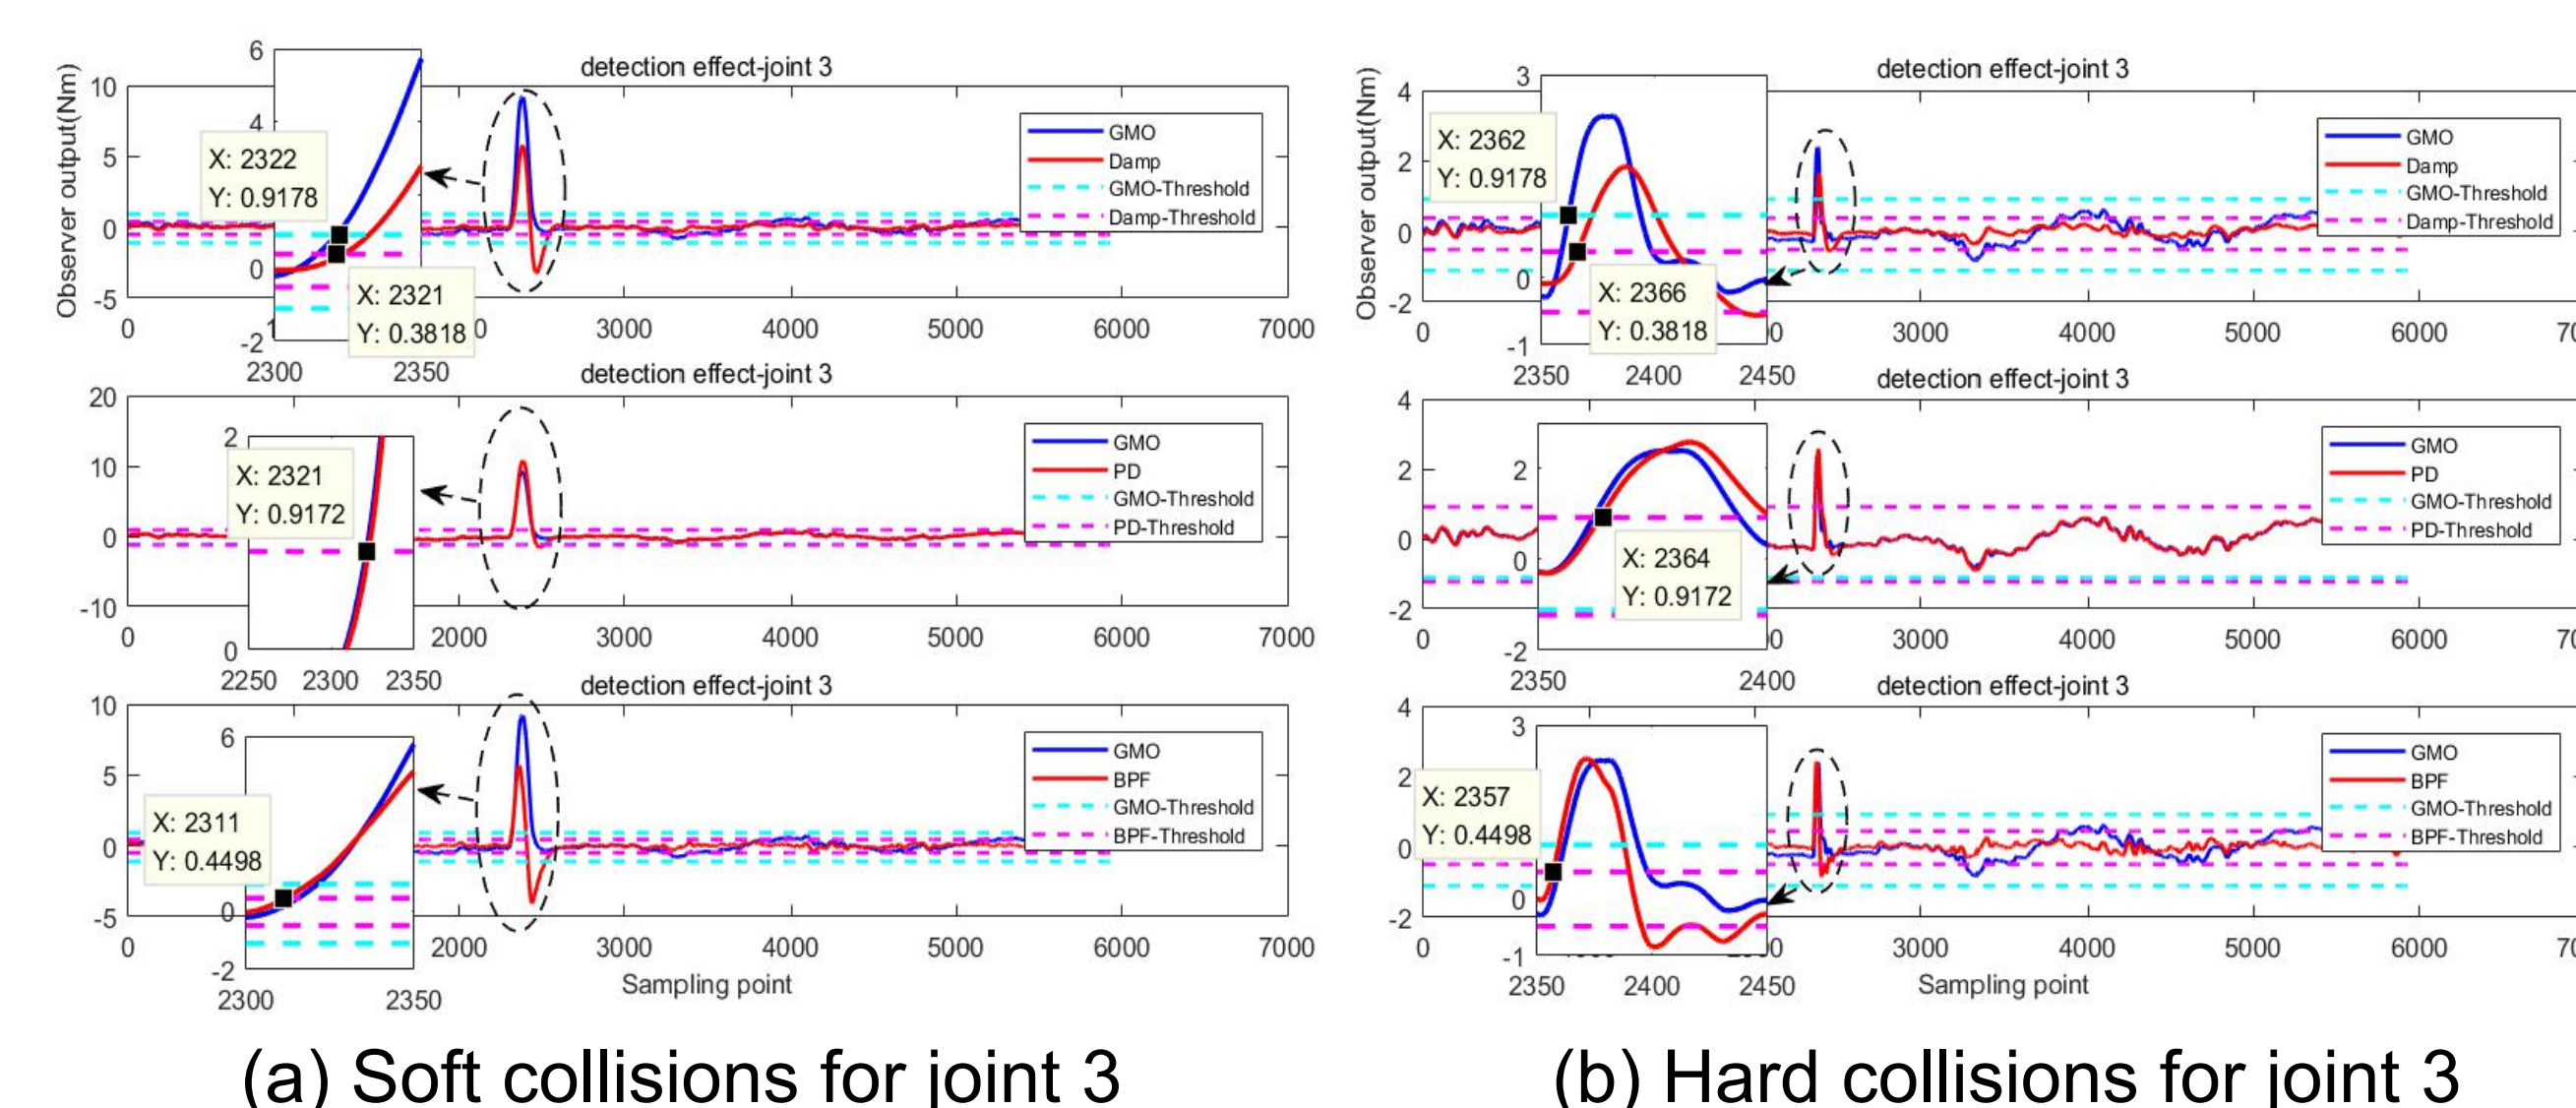 detection effect-joint 3
Observer output(Nm)
10
5
0
-5
6
4
0
-2
X: 2322
Y: 0.9178
X: 2321
Y: 0.3818
GMO
Damp
GMO-Threshold
Damp-Threshold
0 3000 4000 5000 6000 7000
2300 2350
detection effect-joint 3
20
10
0
-10
2
0
X: 2321
Y: 0.9172
GMO
PD
GMO-Threshold
PD-Threshold
0 2000 3000 4000 5000 6000 7000
2250 2300 2350
detection effect-joint 3
10
5
0
-5
6
0
-2
X: 2311
Y: 0.4498
GMO
BPF
GMO-Threshold
BPF-Threshold
0 2000 3000 4000 5000 6000 7000
2300 2350
Sampling point
(a) Soft collisions for joint 3
detection effect-joint 3
Observer output(Nm)
4
2
0
-2
3
0
-1
X: 2362
Y: 0.9178
X: 2366
Y: 0.3818
GMO
Damp
GMO-Threshold
Damp-Threshold
0 3000 4000 5000 6000
2350 2400 2450
detection effect-joint 3
4
2
0
-2
2
0
-2
X: 2364
Y: 0.9172
GMO
PD
GMO-Threshold
PD-Threshold
0 3000 4000 5000 6000
2350 2400
detection effect-joint 3
4
2
0
-2
3
0
-1
X: 2357
Y: 0.4498
GMO
BPF
GMO-Threshold
BPF-Threshold
0 3000 4000 5000 6000
2350 2400 2450
Sampling point
(b) Hard collisions for joint 3